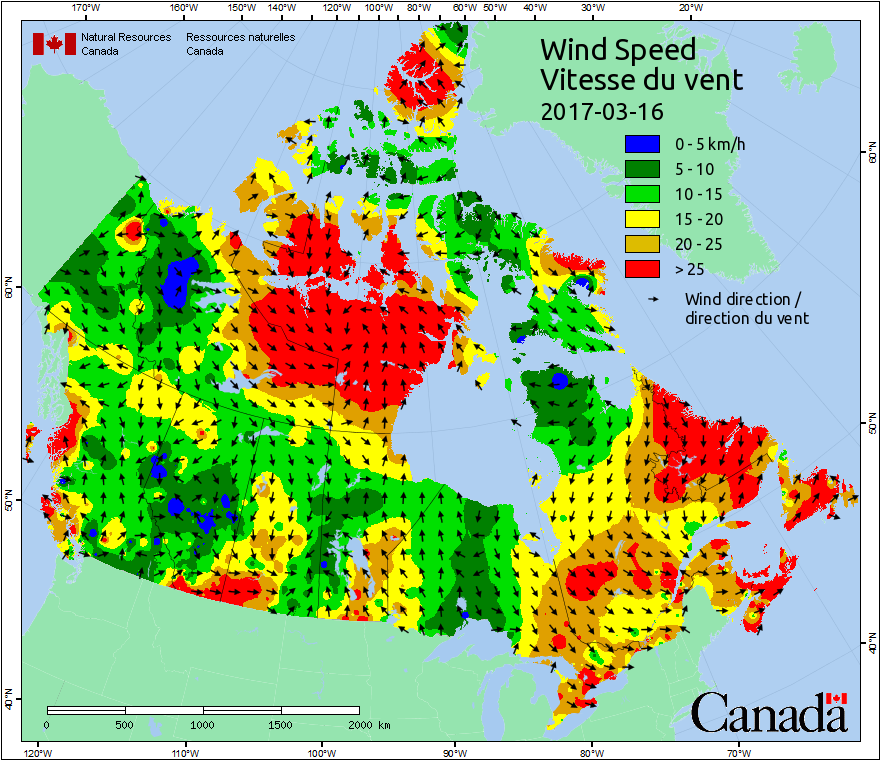 170°W 160°W 150°W 140°W 120°W 100°W 80°W 60°W 50°W 40°W 30°W 20°W
Natural Resources Ressources naturelles
Canada Canada
Wind Speed
Vitesse du vent
2017-03-16
0 - 5 km/h
5 - 10
10 - 15
15 - 20
20 - 25
> 25
Wind direction /
direction du vent
60°N
60°N
50°N
50°N
40°N
40°N
0 500 1000 1500 2000 km
Canada
120°W 110°W 100°W 90°W 80°W 70°W